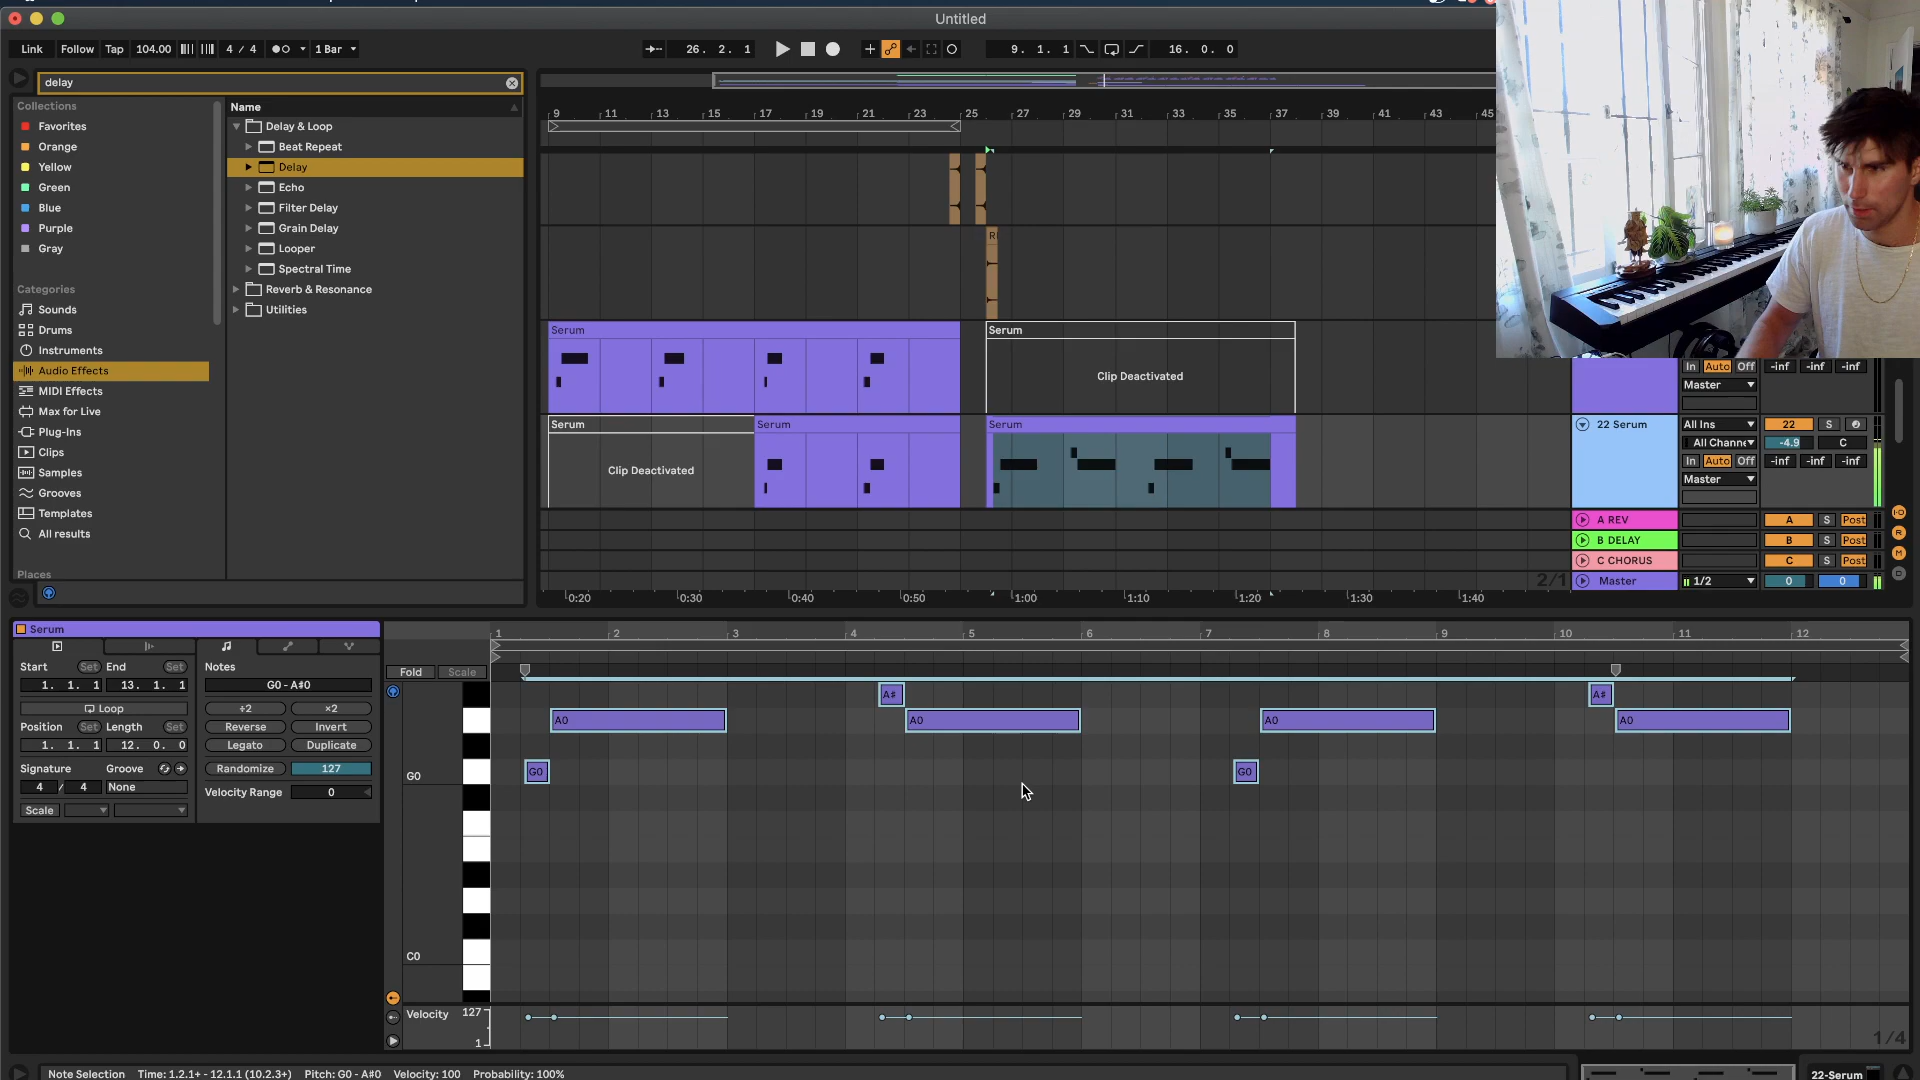 Untitled
Link Follow Tap 104.00 4 / 4 1 Bar 26. 2. 1 9. 1. 1 16. 0. 0
delay
Collections
Favorites
Orange
Yellow
Green
Blue
Purple
Gray
Categories
Sounds
Drums
Instruments
Audio Effects
MIDI Effects
Max for Live
Plug-Ins
Clips
Samples
Grooves
Templates
All results
Places
Name
Delay & Loop
Beat Repeat
Delay
Echo
Filter Delay
Grain Delay
Looper
Spectral Time
Reverb & Resonance
Utilities
9 11 13 15 17 19 21 23 25 27 29 31 33 35 37 39 41 43 45
Serum Serum
Clip Deactivated
Serum Serum Serum
Clip Deactivated
2/1
0:20 0:30 0:40 0:50 1:00 1:10 1:20 1:30 1:40
In Auto Off -inf -inf -inf
Master
22 Serum All Ins 22 S
All Channe -4.9 C
In Auto Off -inf -inf -inf
Master
A REV A S Post
B DELAY B S Post
C CHORUS C S Post
Master 1/2 0 0
Serum
Start Set End Set
1. 1. 1 13. 1. 1
Loop
Position Set Length Set
1. 1. 1 12. 0. 0
Signature Groove
4 / 4 None
Scale
Notes
G0 - A#0
÷2 ×2
Reverse Invert
Legato Duplicate
Randomize 127
Velocity Range 0
1 2 3 4 5 6 7 8 9 10 11 12
Fold Scale
A# A#
A0 A0 A0 A0
G0 G0 G0
C0
Velocity 127
1
1/4
Note Selection Time: 1.2.1+ - 12.1.1 (10.2.3+) Pitch: G0 - A#0 Velocity: 100 Probability: 100%
22-Serum